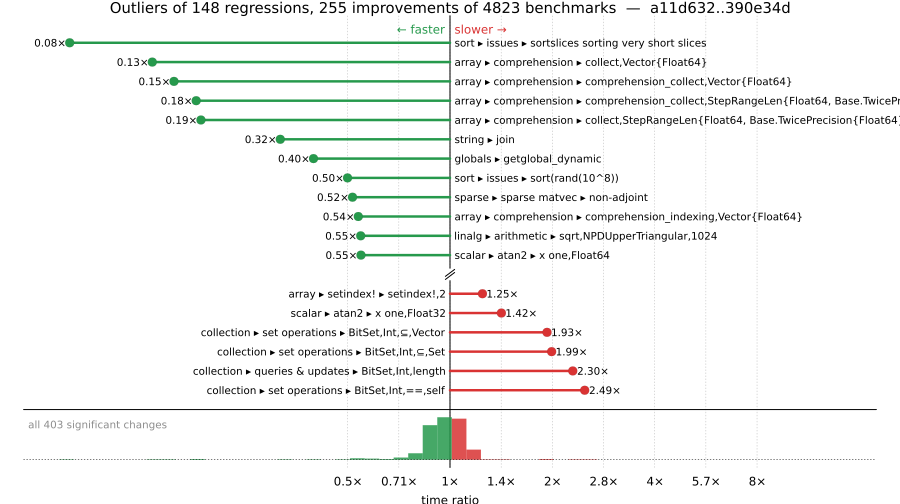 Outliers of 148 regressions, 255 improvements of 4823 benchmarks — a11d632..390e34d
← faster slower →
0.08× sort ▸ issues ▸ sortslices sorting very short slices
0.13× array ▸ comprehension ▸ collect,Vector{Float64}
0.15× array ▸ comprehension ▸ comprehension_collect,Vector{Float64}
0.18× array ▸ comprehension ▸ comprehension_collect,StepRangeLen{Float64, Base.TwicePr
0.19× array ▸ comprehension ▸ collect,StepRangeLen{Float64, Base.TwicePrecision{Float64}
0.32× string ▸ join
0.40× globals ▸ getglobal_dynamic
0.50× sort ▸ issues ▸ sort(rand(10^8))
0.52× sparse ▸ sparse matvec ▸ non-adjoint
0.54× array ▸ comprehension ▸ comprehension_indexing,Vector{Float64}
0.55× linalg ▸ arithmetic ▸ sqrt,NPDUpperTriangular,1024
0.55× scalar ▸ atan2 ▸ x one,Float64
array ▸ setindex! ▸ setindex!,2 1.25×
scalar ▸ atan2 ▸ x one,Float32 1.42×
collection ▸ set operations ▸ BitSet,Int,⊆,Vector 1.93×
collection ▸ set operations ▸ BitSet,Int,⊆,Set 1.99×
collection ▸ queries & updates ▸ BitSet,Int,length 2.30×
collection ▸ set operations ▸ BitSet,Int,==,self 2.49×
all 403 significant changes
0.5× 0.71× 1× 1.4× 2× 2.8× 4× 5.7× 8×
time ratio